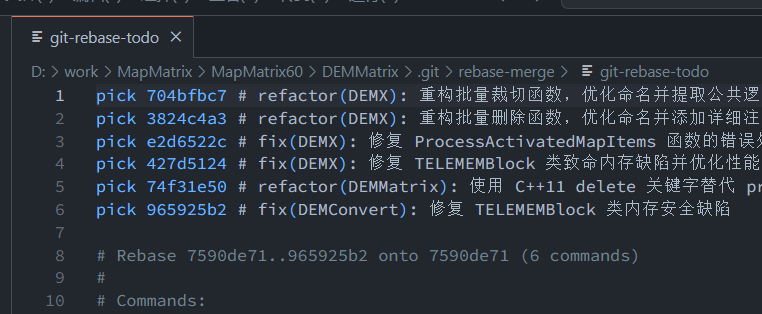 git-rebase-todo
D: > work > MapMatrix > MapMatrix60 > DEMMatrix > .git > rebase-merge > git-rebase-todo
1 pick 704bfbc7 # refactor(DEMX): 重构批量裁切函数，优化命名并提取公共逻
2 pick 3824c4a3 # refactor(DEMX): 重构批量删除函数，优化命名并添加详细注
3 pick e2d6522c # fix(DEMX): 修复 ProcessActivatedMapItems 函数的错误处
4 pick 427d5124 # fix(DEMX): 修复 TELEMEMBlock 类致命内存缺陷并优化性能
5 pick 74f31e50 # refactor(DEMMatrix): 使用 C++11 delete 关键字替代 pr
6 pick 965925b2 # fix(DEMConvert): 修复 TELEMEMBlock 类内存安全缺陷
7
8 # Rebase 7590de71..965925b2 onto 7590de71 (6 commands)
9 #
10 # Commands: